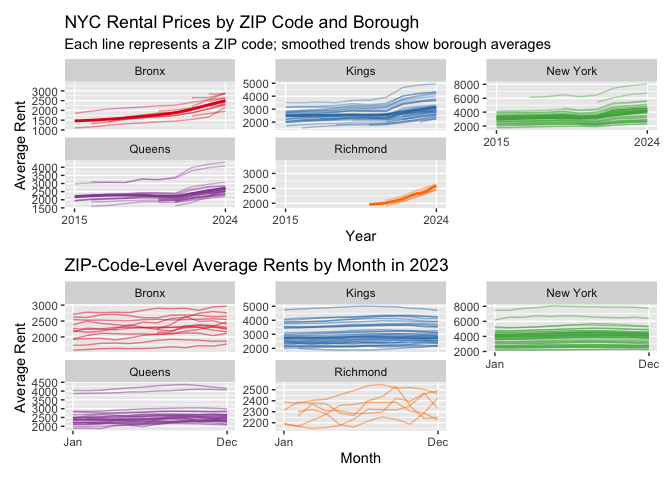 NYC Rental Prices by ZIP Code and Borough
Each line represents a ZIP code; smoothed trends show borough averages
Bronx Kings New York
3000 5000 8000
2500 4000 6000
2000 3000 4000
1500 2000 2000
1000
2015 2024
Queens Richmond
4000 3000
3500 2500
3000 2000
2500
2000
1500
2015 2024 2015 2024
Average Rent
Year
ZIP-Code-Level Average Rents by Month in 2023
Bronx Kings New York
3000 5000 8000
2500 4000 6000
2000 3000 4000
2000 2000
Jan Dec
Queens Richmond
4500 2500
4000 2400
3500 2300
3000 2200
2500
2000
Jan Dec Jan Dec
Average Rent
Month